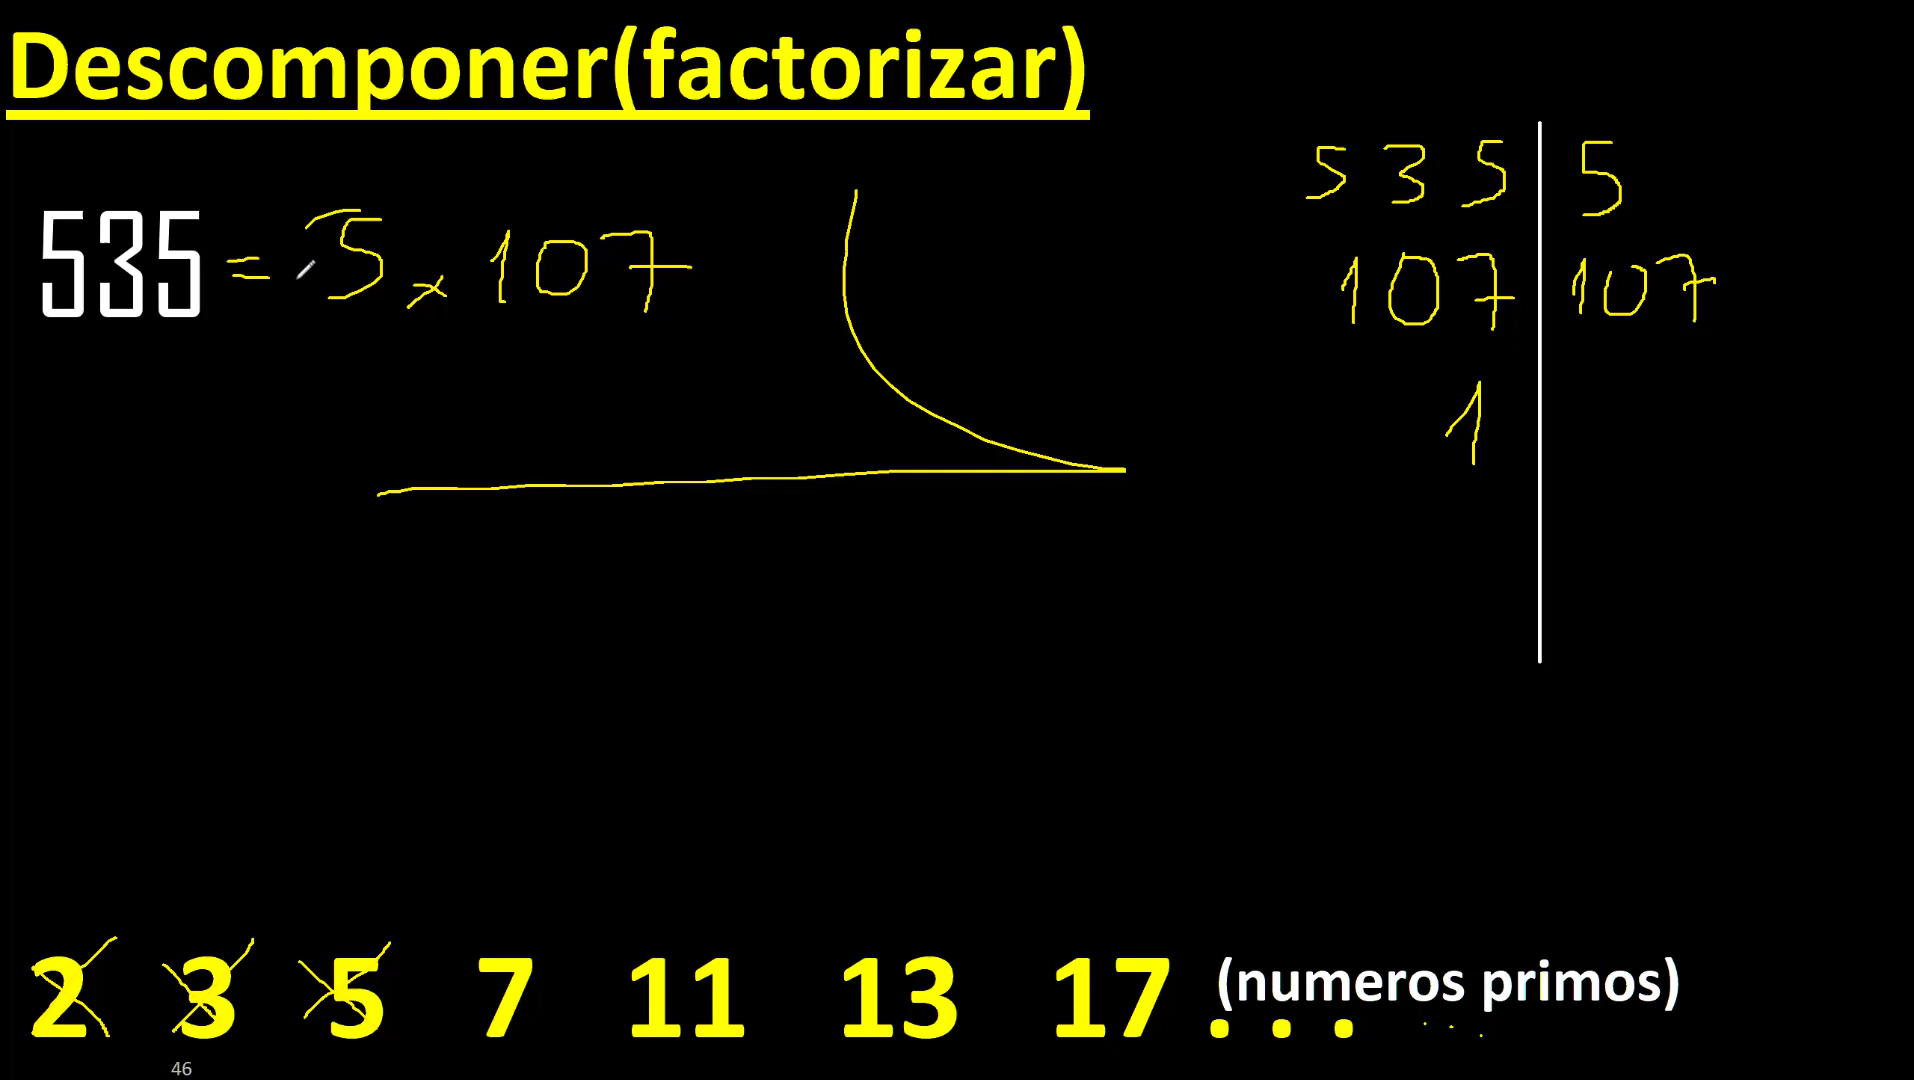 Descomponer(factorizar)
535 = 5 x 107
535 | 5
107 | 107
1
2 3 5 7 11 13 17 ... (numeros primos)
46